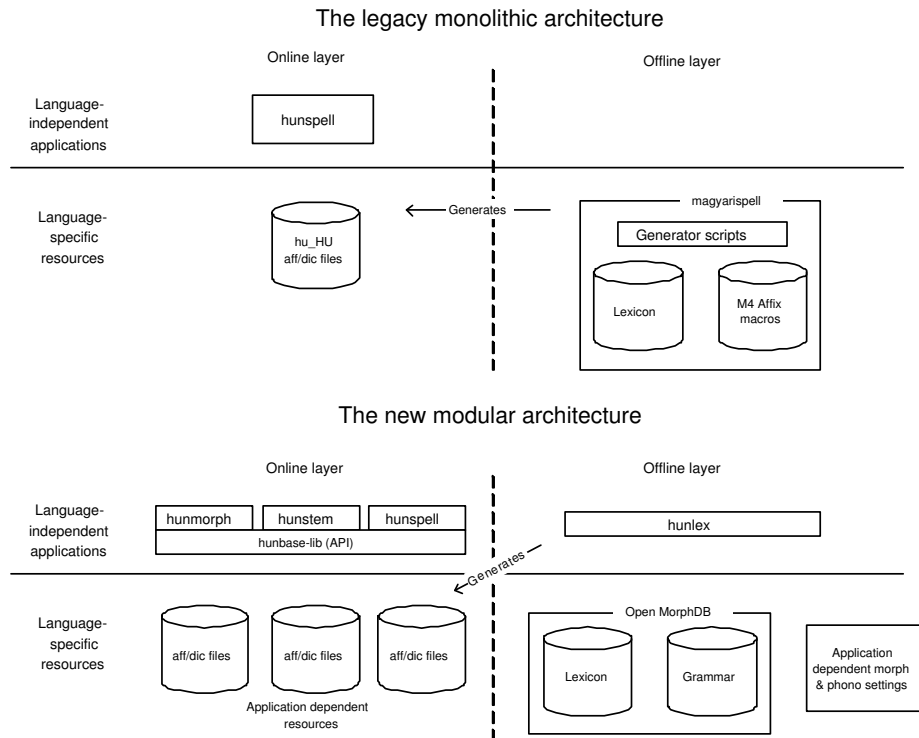 The legacy monolithic architecture
Online layer
Offline layer
Language-
independent
applications
hunspell
Language-
specific
resources
hu_HU
aff/dic files
Generates
magyarispell
Generator scripts
Lexicon
M4 Affix
macros
The new modular architecture
Online layer
Offline layer
Language-
independent
applications
hunmorph
hunstem
hunspell
hunbase-lib (API)
hunlex
Generates
Language-
specific
resources
aff/dic files
aff/dic files
aff/dic files
Application dependent
resources
Open MorphDB
Lexicon
Grammar
Application
dependent morph
& phono settings